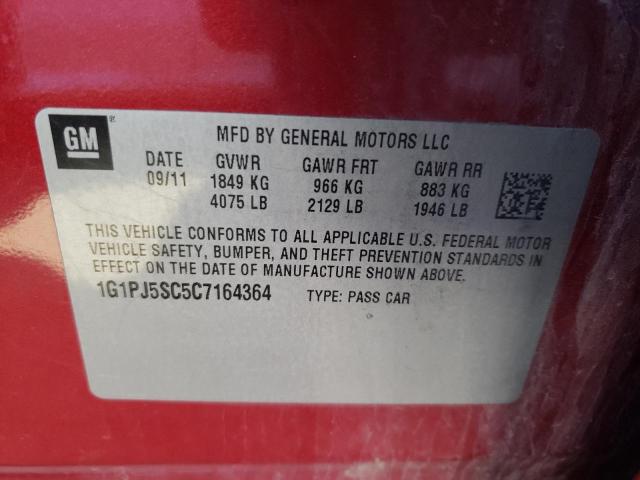 GM
MFD BY GENERAL MOTORS LLC
DATE GVWR GAWR FRT GAWR RR
09/11 1849 KG 966 KG 883 KG
4075 LB 2129 LB 1946 LB
THIS VEHICLE CONFORMS TO ALL APPLICABLE U.S. FEDERAL MOTOR
VEHICLE SAFETY, BUMPER, AND THEFT PREVENTION STANDARDS IN
EFFECT ON THE DATE OF MANUFACTURE SHOWN ABOVE.
1G1PJ5SC5C7164364 TYPE: PASS CAR